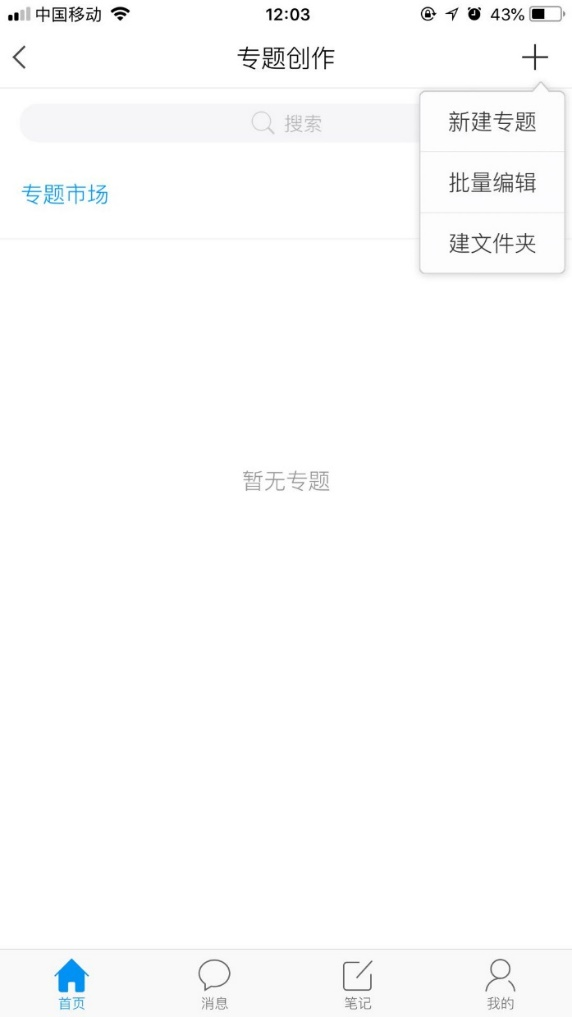 中国移动 12:03 43%
专题创作
搜索
新建专题
专题市场
批量编辑
建文件夹
暂无专题
首页 消息 笔记 我的